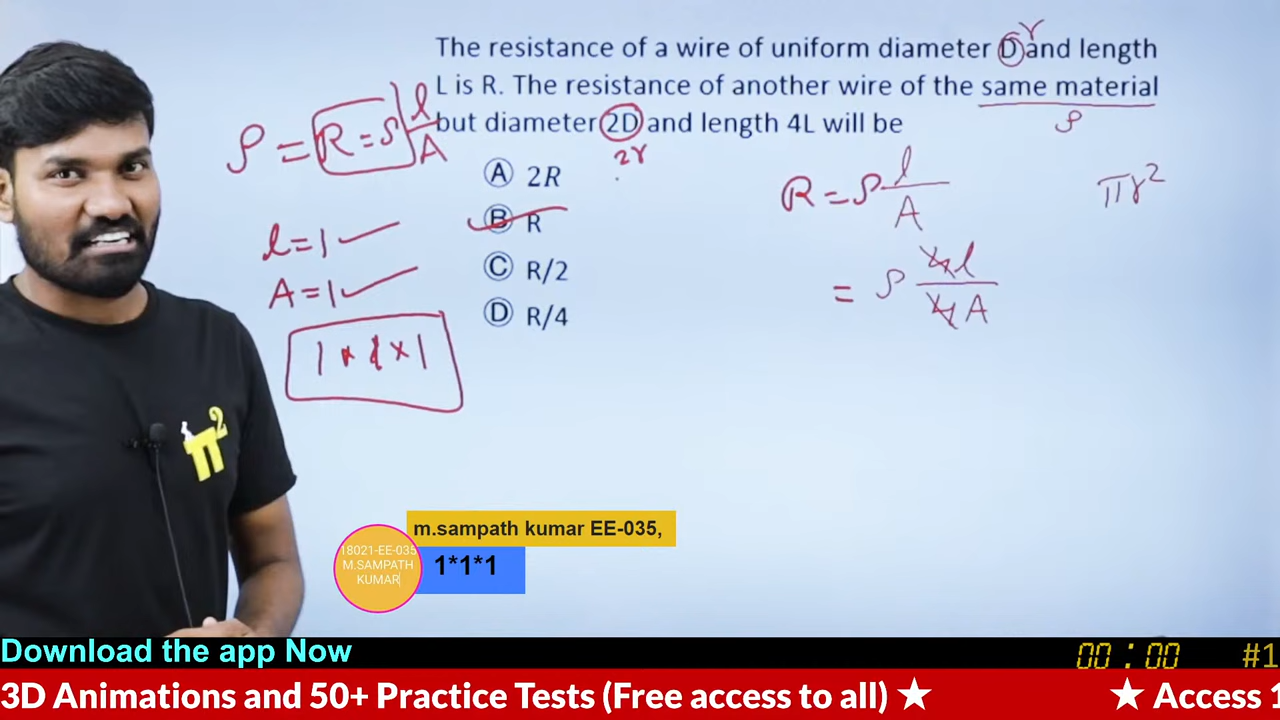 The resistance of a wire of uniform diameter D and length
L is R. The resistance of another wire of the same material
but diameter 2D and length 4L will be
r
ρ
2r
Ⓐ 2R
Ⓑ R
Ⓒ R/2
Ⓓ R/4
ρ = R = ρ l/A
l = 1
A = 1
1 × 1 × 1
R = ρ l/A
πr²
= ρ 4l/4A
π²
m.sampath kumar EE-035,
18021-EE-035
M.SAMPATH
KUMAR
1*1*1
Download the app Now
00 : 00
#1
3D Animations and 50+ Practice Tests (Free access to all) ★ ★ Access 1